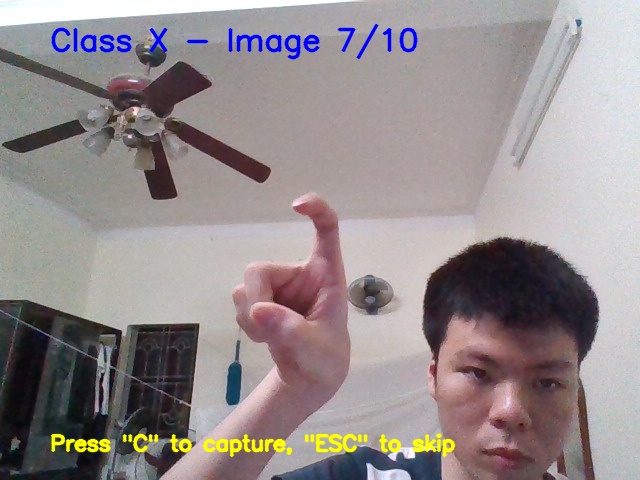 Class X - Image 7/10
Press "C" to capture, "ESC" to skip